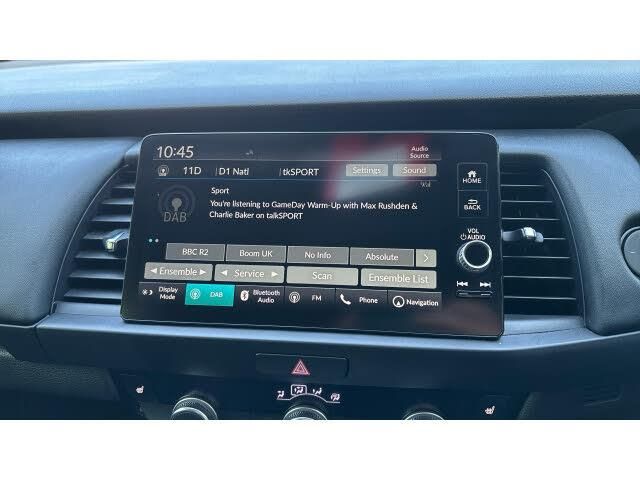 10:45
Audio Source
11D D1 Natl tkSPORT Settings Sound
DAB
Sport
You're listening to GameDay Warm-Up with Max Rushden &
Charlie Baker on talkSPORT
HOME
BACK
VOL
AUDIO
BBC R2 Boom UK No Info Absolute >
◄ Ensemble ► ◄ Service ► Scan Ensemble List
Display Mode DAB Bluetooth Audio FM Phone Navigation